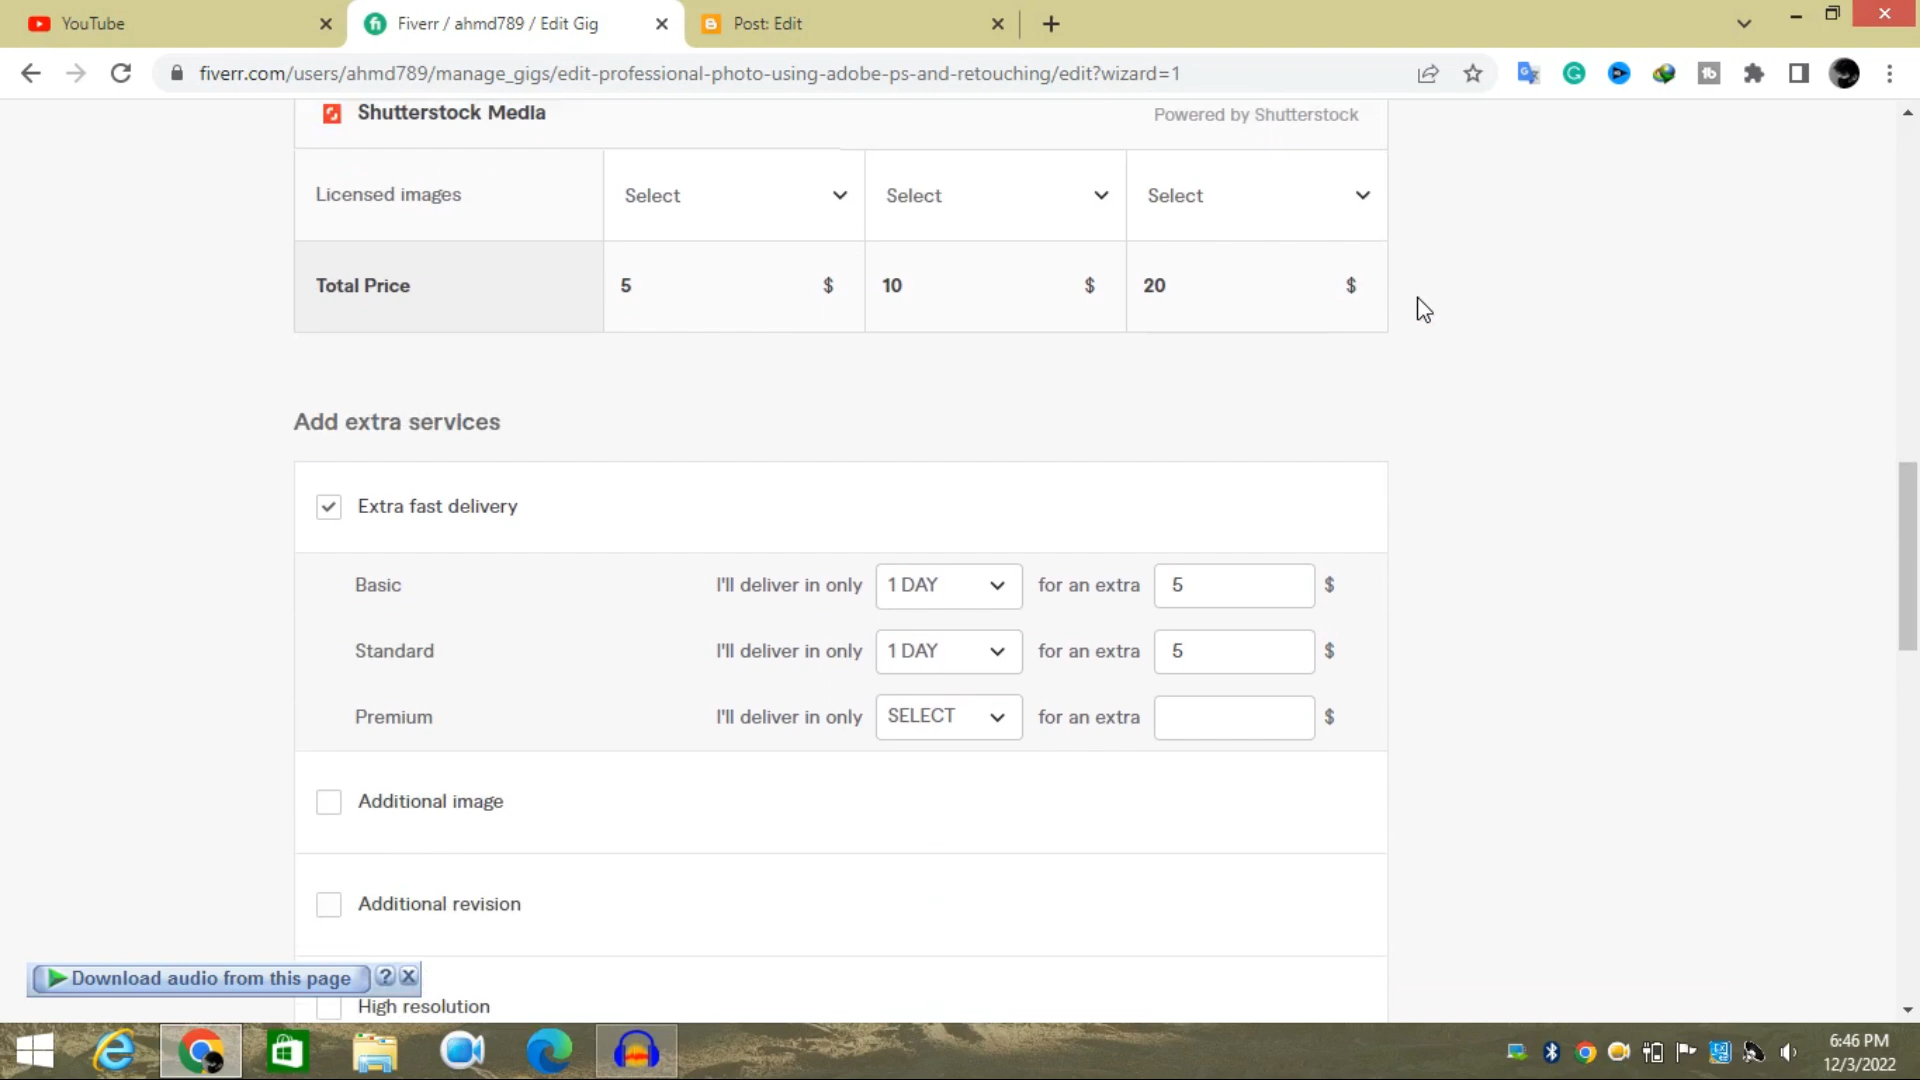 YouTube
Fiverr / ahmd789 / Edit Gig
Post: Edit
fiverr.com/users/ahmd789/manage_gigs/edit-professional-photo-using-adobe-ps-and-retouching/edit?wizard=1
Shutterstock Media
Powered by Shutterstock
Licensed images Select Select Select
Total Price 5 $ 10 $ 20 $
Add extra services
Extra fast delivery
Basic I'll deliver in only 1 DAY for an extra 5 $
Standard I'll deliver in only 1 DAY for an extra 5 $
Premium I'll deliver in only SELECT for an extra $
Additional image
Additional revision
Download audio from this page ? X
High resolution
6:46 PM
12/3/2022